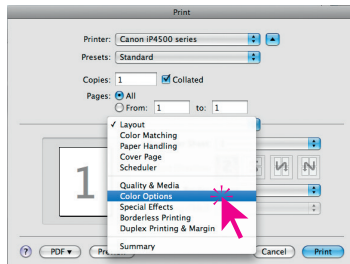 Print
Printer: Canon iP4500 series
Presets: Standard
Copies: 1 Collated
Pages: All
From: 1 to: 1
✓ Layout
Color Matching
Paper Handling
Cover Page
Scheduler
Quality & Media
Color Options
Special Effects
Borderless Printing
Duplex Printing & Margin
Summary
1
? PDF▼ Cancel Print